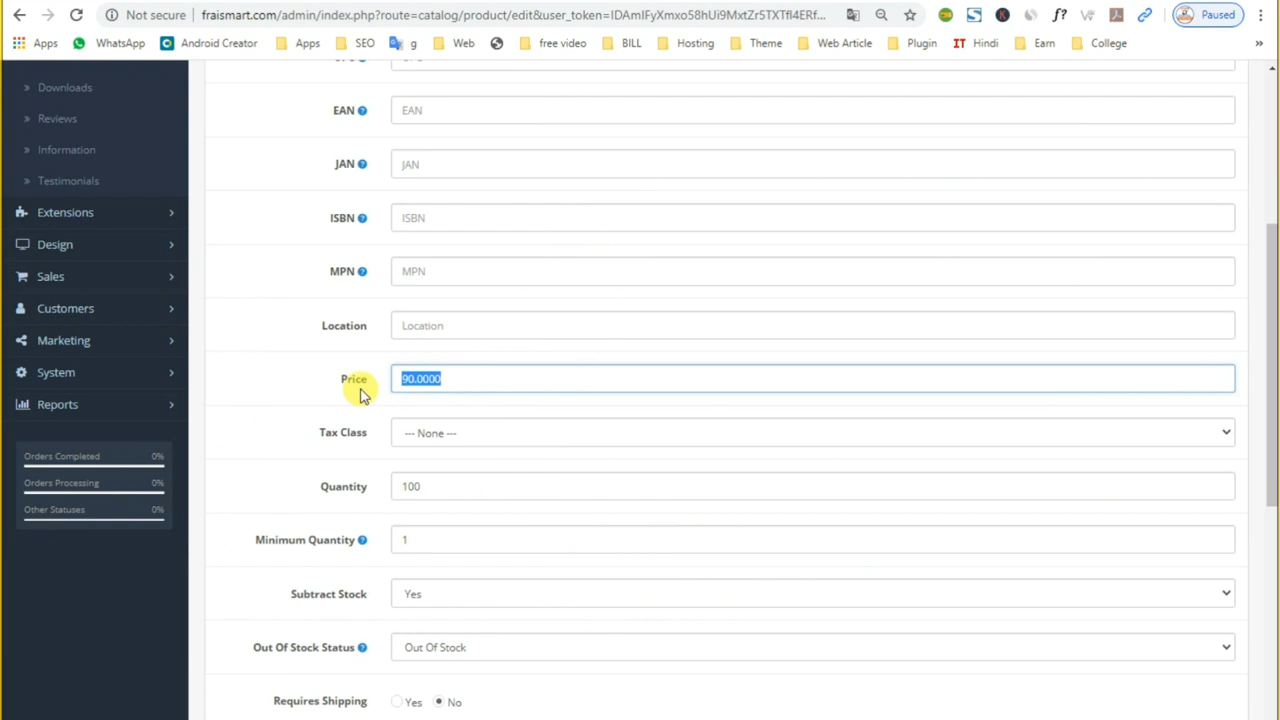 Not secure
fraismart.com/admin/index.php?route=catalog/product/edit&user_token=IDAmIFyXmxo58hUi9MxtZr5TXTfl4ERf...
Paused
Apps
WhatsApp
Android Creator
Apps
SEO
g
Web
free video
BILL
Hosting
Theme
Web Article
Plugin
IT Hindi
Earn
College
»
» Downloads
» Reviews
» Information
» Testimonials
Extensions
Design
Sales
Customers
Marketing
System
Reports
Orders Completed 0%
Orders Processing 0%
Other Statuses 0%
EAN EAN
JAN JAN
ISBN ISBN
MPN MPN
Location Location
Price 90.0000
Tax Class --- None ---
Quantity 100
Minimum Quantity 1
Subtract Stock Yes
Out Of Stock Status Out Of Stock
Requires Shipping Yes No